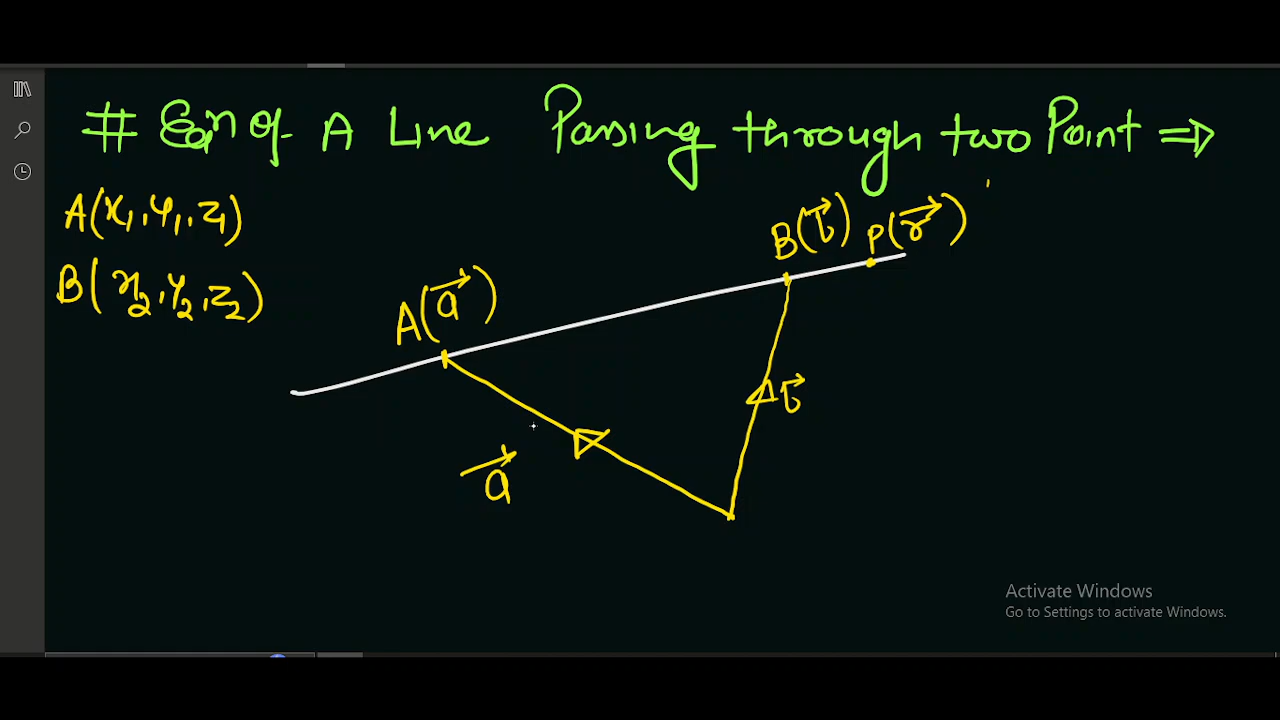 # Eqn of A Line Passing through two Point ⇒
A(x₁,y₁,z₁)
B(x₂,y₂,z₂)
A(a⃗)
B(b⃗)
P(r⃗)
b⃗
a⃗
Activate Windows
Go to Settings to activate Windows.